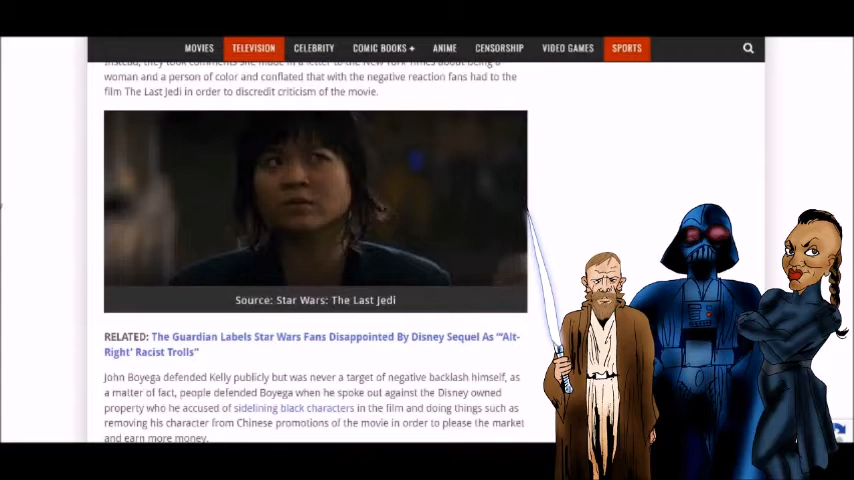 MOVIES TELEVISION CELEBRITY COMIC BOOKS + ANIME CENSORSHIP VIDEO GAMES SPORTS
Instead, they took comments she made in a letter to the New York Times about being a
woman and a person of color and conflated that with the negative reaction fans had to the
film The Last Jedi in order to discredit criticism of the movie.
Source: Star Wars: The Last Jedi
RELATED: The Guardian Labels Star Wars Fans Disappointed By Disney Sequel As “‘Alt-
Right’ Racist Trolls”
John Boyega defended Kelly publicly but was never a target of negative backlash himself, as
a matter of fact, people defended Boyega when he spoke out against the Disney owned
property who he accused of sidelining black characters in the film and doing things such as
removing his character from Chinese promotions of the movie in order to please the market
and earn more money.